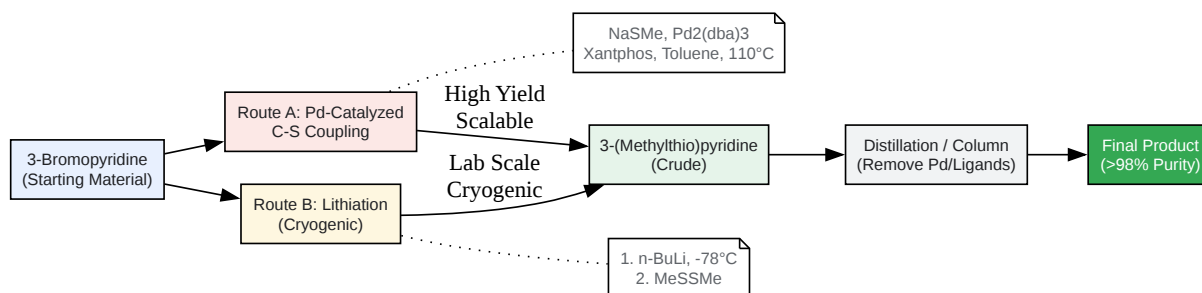 3-Bromopyridine
(Starting Material)
Route A: Pd-Catalyzed
C-S Coupling
NaSMe, Pd2(dba)3
Xantphos, Toluene, 110°C
High Yield
Scalable
Route B: Lithiation
(Cryogenic)
1. n-BuLi, -78°C
2. MeSSMe
Lab Scale
Cryogenic
3-(Methylthio)pyridine
(Crude)
Distillation / Column
(Remove Pd/Ligands)
Final Product
(>98% Purity)